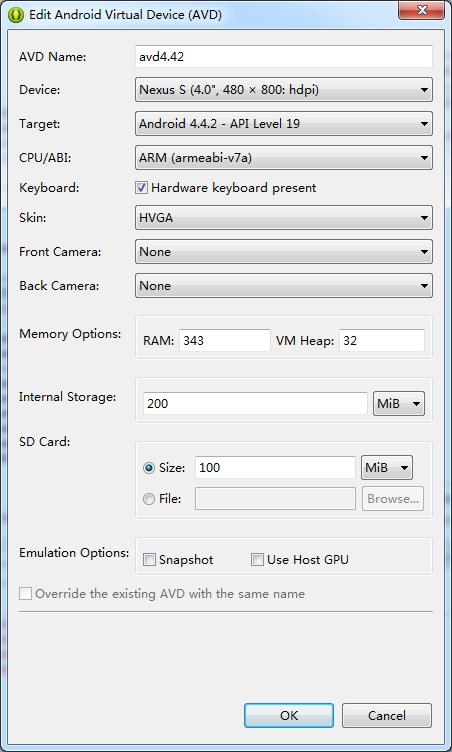 Edit Android Virtual Device (AVD)
AVD Name: avd4.42
Device: Nexus S (4.0", 480 × 800: hdpi)
Target: Android 4.4.2 - API Level 19
CPU/ABI: ARM (armeabi-v7a)
Keyboard: Hardware keyboard present
Skin: HVGA
Front Camera: None
Back Camera: None
Memory Options: RAM: 343 VM Heap: 32
Internal Storage: 200 MiB
SD Card:
Size: 100 MiB
File: Browse...
Emulation Options: Snapshot Use Host GPU
Override the existing AVD with the same name
OK Cancel